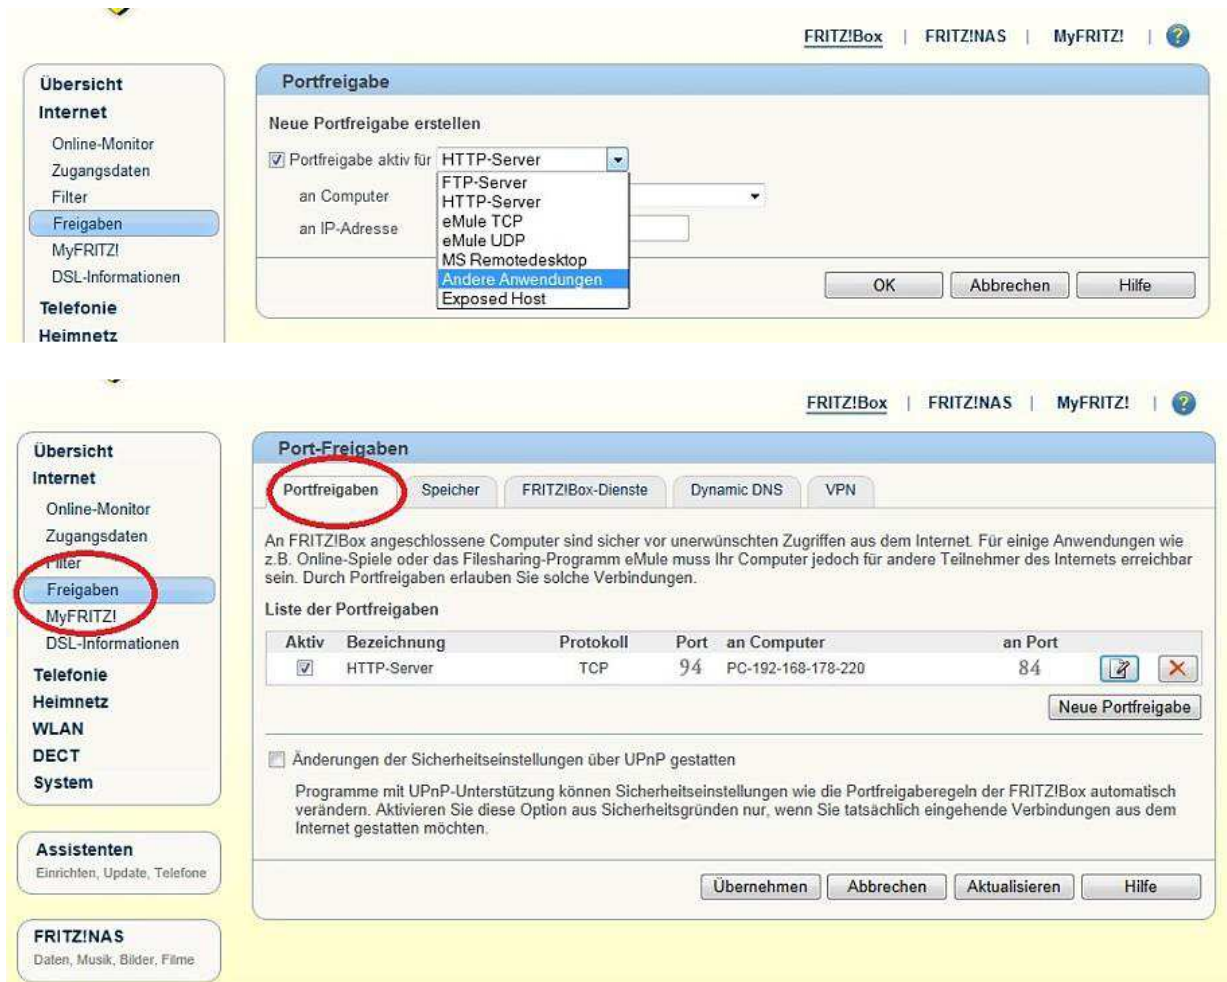 FRITZ!Box | FRITZ!NAS | MyFRITZ! | ?
Übersicht
Internet
Online-Monitor
Zugangsdaten
Filter
Freigaben
MyFRITZ!
DSL-Informationen
Telefonie
Heimnetz
Portfreigabe
Neue Portfreigabe erstellen
Portfreigabe aktiv für HTTP-Server
an Computer
an IP-Adresse
FTP-Server
HTTP-Server
eMule TCP
eMule UDP
MS Remotedesktop
Andere Anwendungen
Exposed Host
OK Abbrechen Hilfe
FRITZ!Box | FRITZ!NAS | MyFRITZ! | ?
Übersicht
Internet
Online-Monitor
Zugangsdaten
Filter
Freigaben
MyFRITZ!
DSL-Informationen
Telefonie
Heimnetz
WLAN
DECT
System
Assistenten
Einrichten, Update, Telefone
FRITZ!NAS
Daten, Musik, Bilder, Filme
Port-Freigaben
Portfreigaben Speicher FRITZ!Box-Dienste Dynamic DNS VPN
An FRITZ!Box angeschlossene Computer sind sicher vor unerwünschten Zugriffen aus dem Internet. Für einige Anwendungen wie
z.B. Online-Spiele oder das Filesharing-Programm eMule muss Ihr Computer jedoch für andere Teilnehmer des Internets erreichbar
sein. Durch Portfreigaben erlauben Sie solche Verbindungen.
Liste der Portfreigaben
Aktiv Bezeichnung Protokoll Port an Computer an Port
HTTP-Server TCP 94 PC-192-168-178-220 84
Neue Portfreigabe
Änderungen der Sicherheitseinstellungen über UPnP gestatten
Programme mit UPnP-Unterstützung können Sicherheitseinstellungen wie die Portfreigaberegeln der FRITZ!Box automatisch
verändern. Aktivieren Sie diese Option aus Sicherheitsgründen nur, wenn Sie tatsächlich eingehende Verbindungen aus dem
Internet gestatten möchten.
Übernehmen Abbrechen Aktualisieren Hilfe